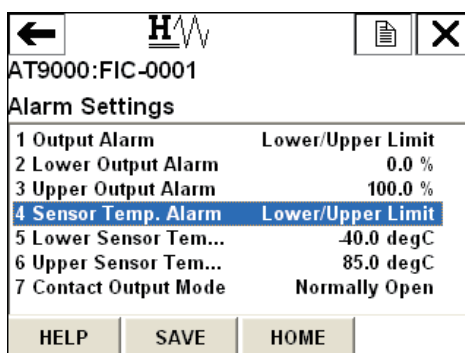 H
AT9000:FIC-0001
Alarm Settings
1 Output Alarm Lower/Upper Limit
2 Lower Output Alarm 0.0 %
3 Upper Output Alarm 100.0 %
4 Sensor Temp. Alarm Lower/Upper Limit
5 Lower Sensor Tem... -40.0 degC
6 Upper Sensor Tem... 85.0 degC
7 Contact Output Mode Normally Open
HELP SAVE HOME